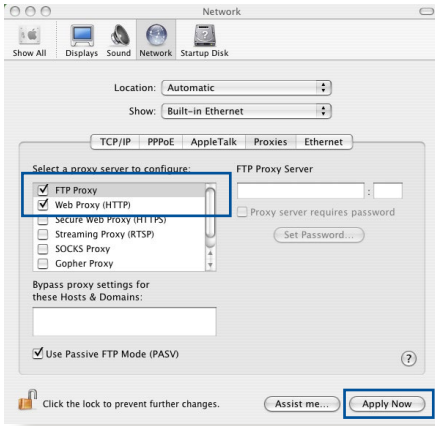 Network
Show All Displays Sound Network Startup Disk
Location: Automatic
Show: Built-in Ethernet
TCP/IP PPPoE AppleTalk Proxies Ethernet
Select a proxy server to configure: FTP Proxy Server
FTP Proxy
Web Proxy (HTTP) :
Secure Web Proxy (HTTPS) Proxy server requires password
Streaming Proxy (RTSP) Set Password...
SOCKS Proxy
Gopher Proxy
Bypass proxy settings for
these Hosts & Domains:
Use Passive FTP Mode (PASV) ?
Click the lock to prevent further changes. Assist me... Apply Now